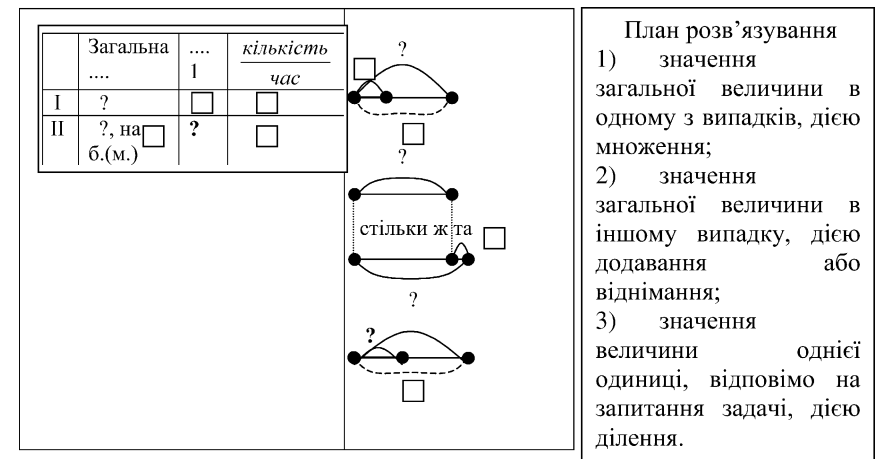 Загальна .... .... 1 кількість час
I ?
II ?, на б.(м.) ?
?
?
стільки ж та
?
?
План розв’язування
1) значення
загальної величини в
одному з випадків, дією
множення;
2) значення
загальної величини в
іншому випадку, дією
додавання або
віднімання;
3) значення
величини однієї
одиниці, відповімо на
запитання задачі, дією
ділення.